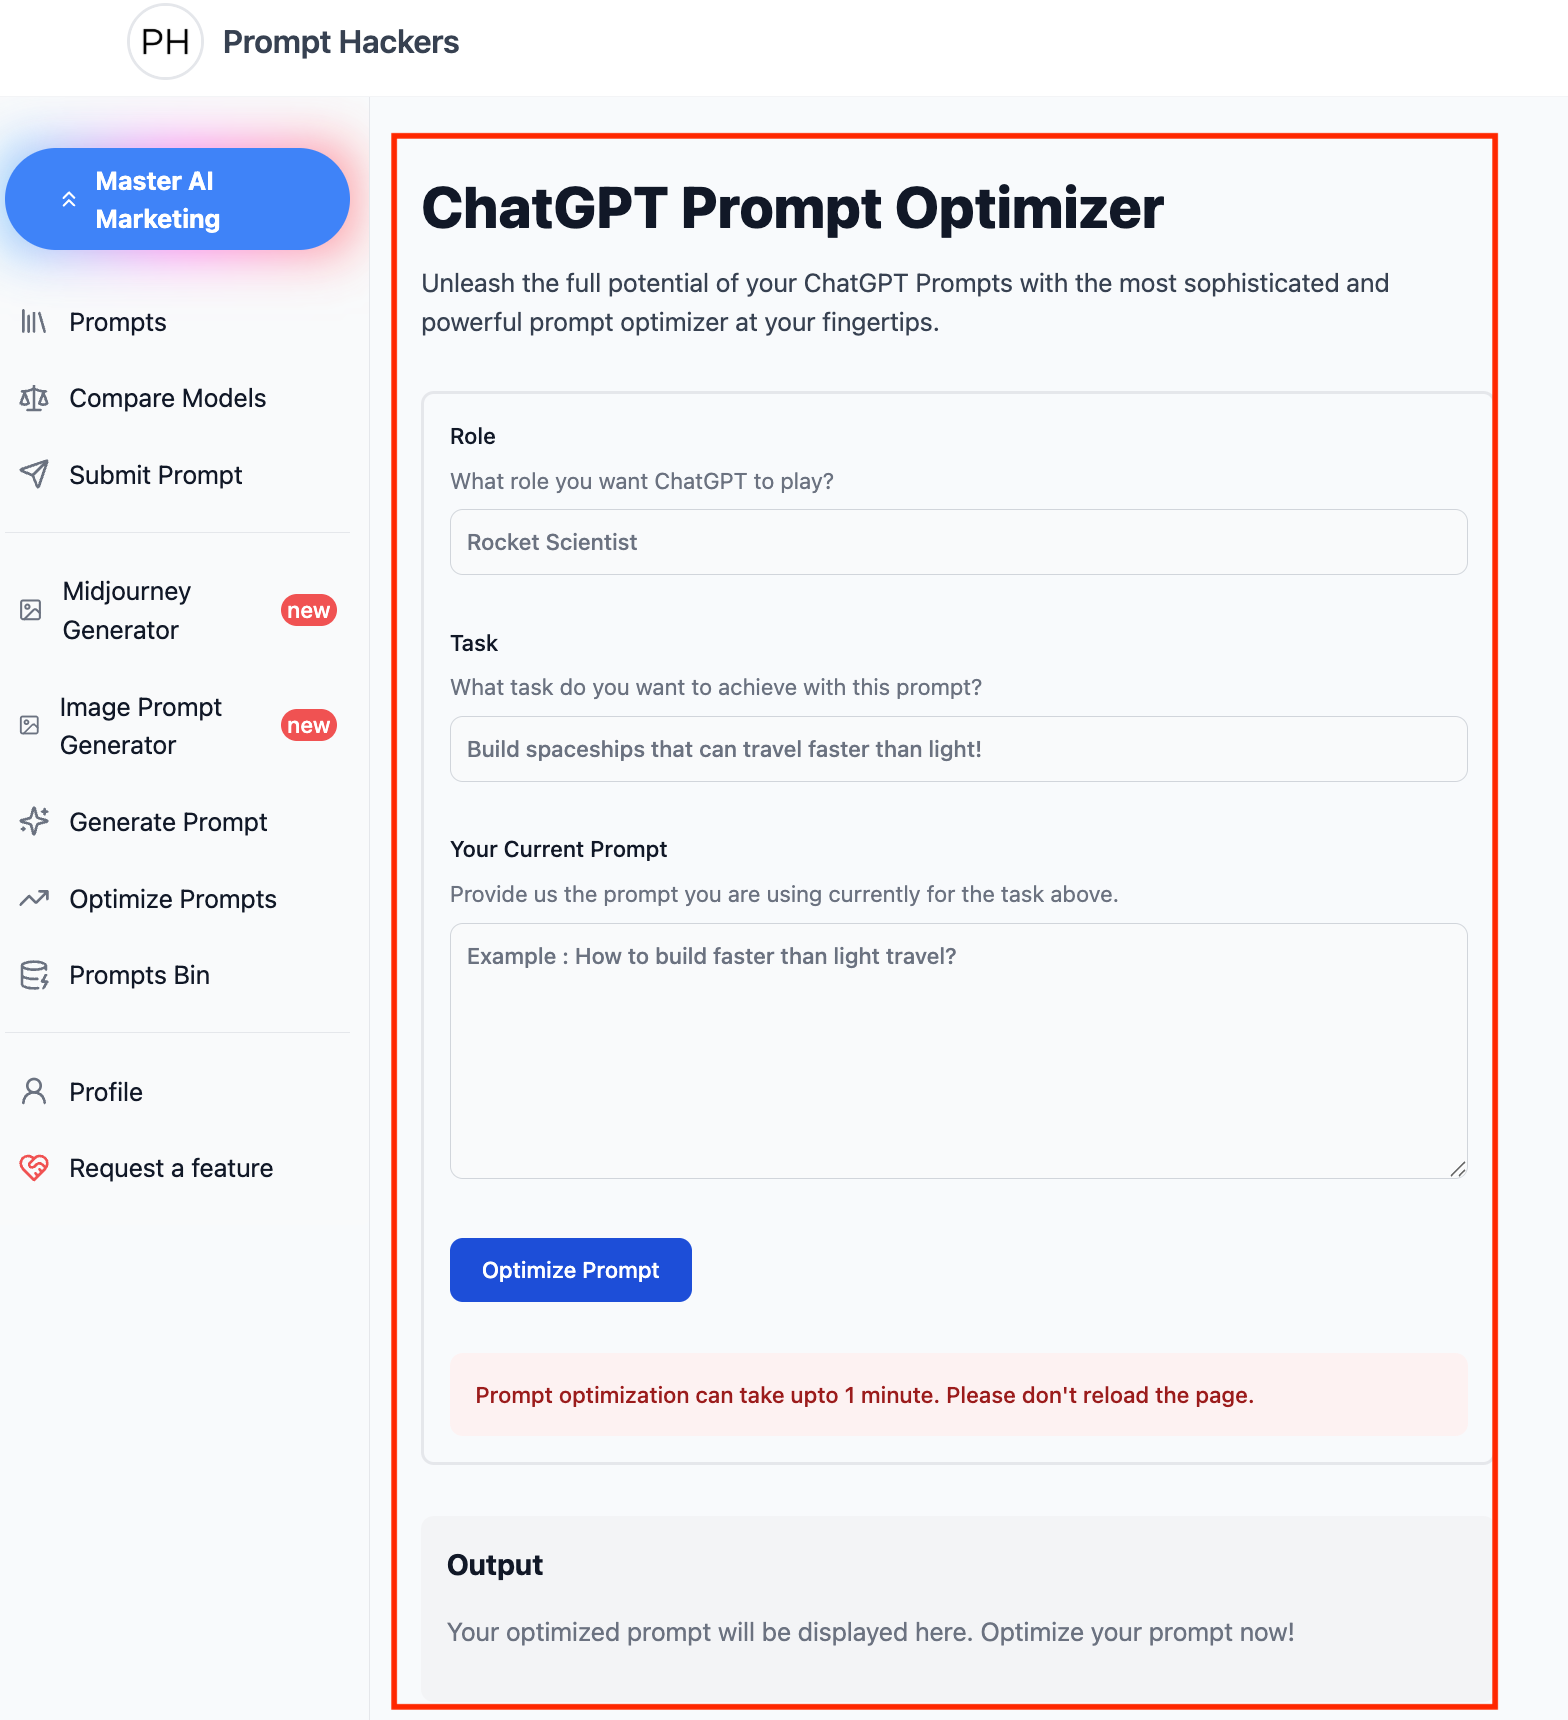 PH
Prompt Hackers
Master AI
Marketing
Prompts
Compare Models
Submit Prompt
Midjourney
Generator
new
Image Prompt
Generator
new
Generate Prompt
Optimize Prompts
Prompts Bin
Profile
Request a feature
ChatGPT Prompt Optimizer
Unleash the full potential of your ChatGPT Prompts with the most sophisticated and
powerful prompt optimizer at your fingertips.
Role
What role you want ChatGPT to play?
Rocket Scientist
Task
What task do you want to achieve with this prompt?
Build spaceships that can travel faster than light!
Your Current Prompt
Provide us the prompt you are using currently for the task above.
Example : How to build faster than light travel?
Optimize Prompt
Prompt optimization can take upto 1 minute. Please don't reload the page.
Output
Your optimized prompt will be displayed here. Optimize your prompt now!